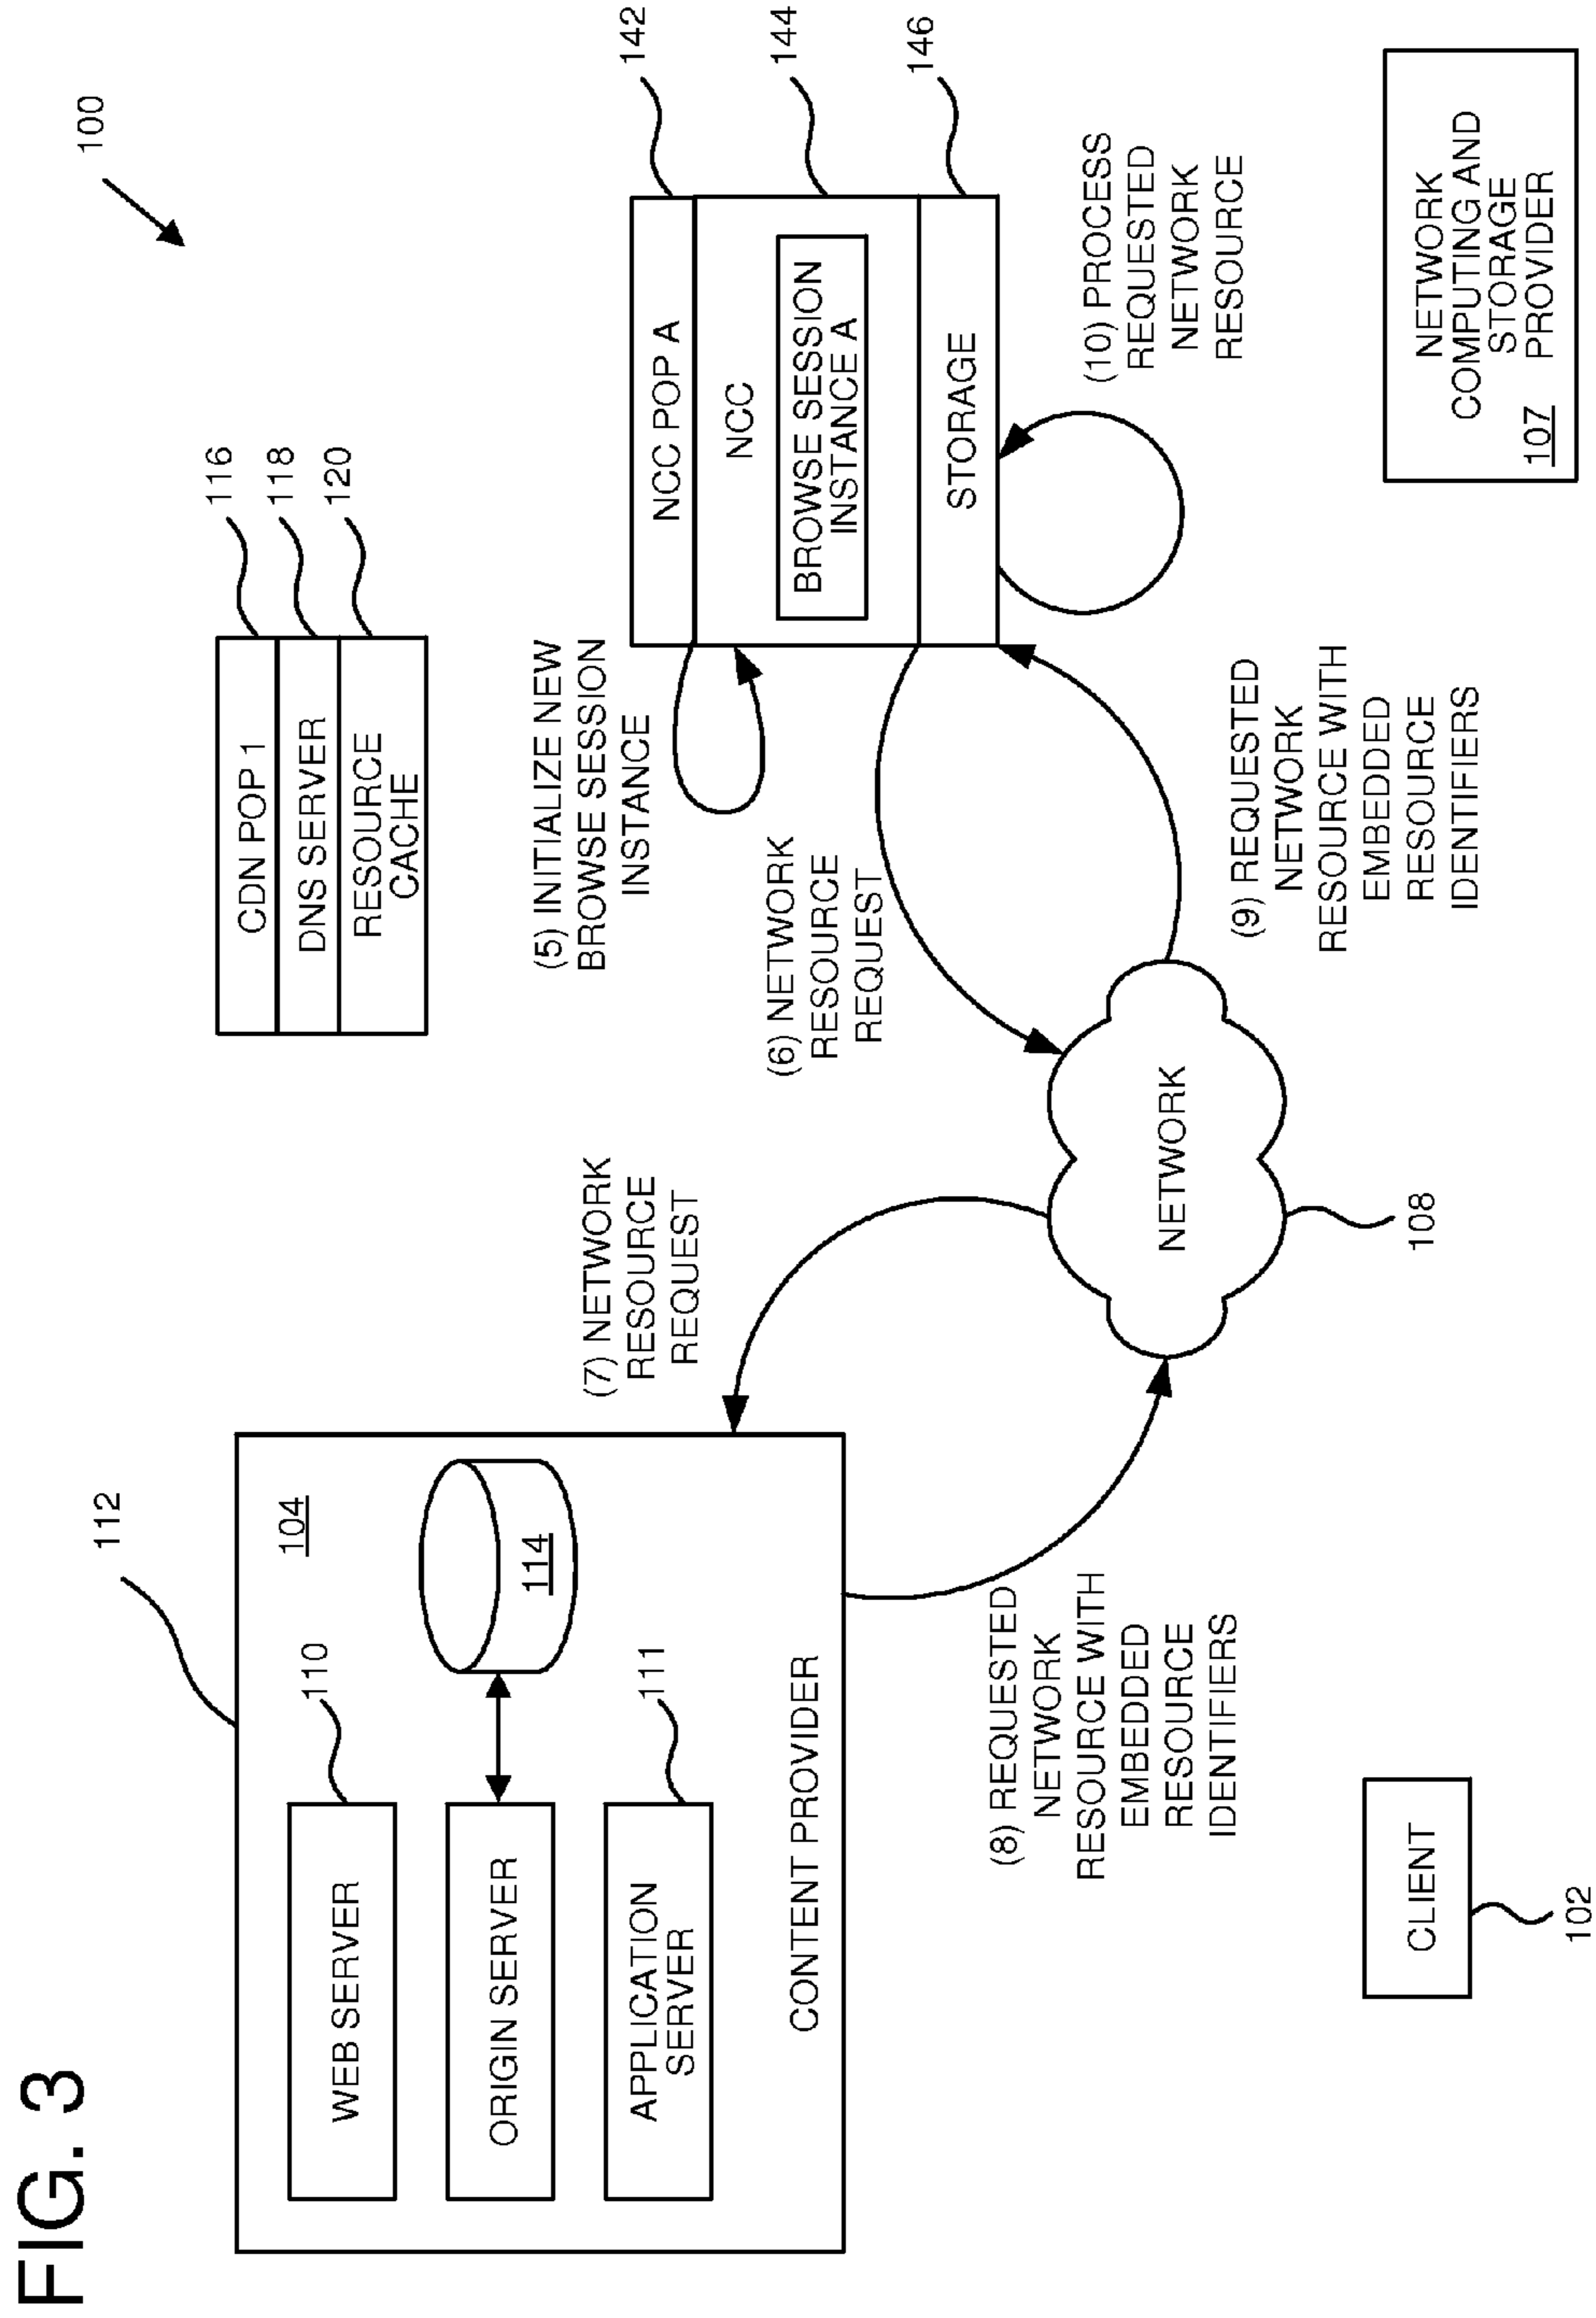 FIG. 3
100
112
104
110
WEB SERVER
ORIGIN SERVER
114
111
APPLICATION
SERVER
CONTENT PROVIDER
116
118
120
CDN POP 1
DNS SERVER
RESOURCE
CACHE
(5) INITIALIZE NEW
BROWSE SESSION
INSTANCE
(6) NETWORK
RESOURCE
REQUEST
(7) NETWORK
RESOURCE
REQUEST
142
144
146
NCC POP A
NCC
BROWSE SESSION
INSTANCE A
STORAGE
(8) REQUESTED
NETWORK
RESOURCE WITH
EMBEDDED
RESOURCE
IDENTIFIERS
NETWORK
108
(9) REQUESTED
NETWORK
RESOURCE WITH
EMBEDDED
RESOURCE
IDENTIFIERS
(10) PROCESS
REQUESTED
NETWORK
RESOURCE
CLIENT
102
NETWORK
COMPUTING AND
STORAGE
PROVIDER
107